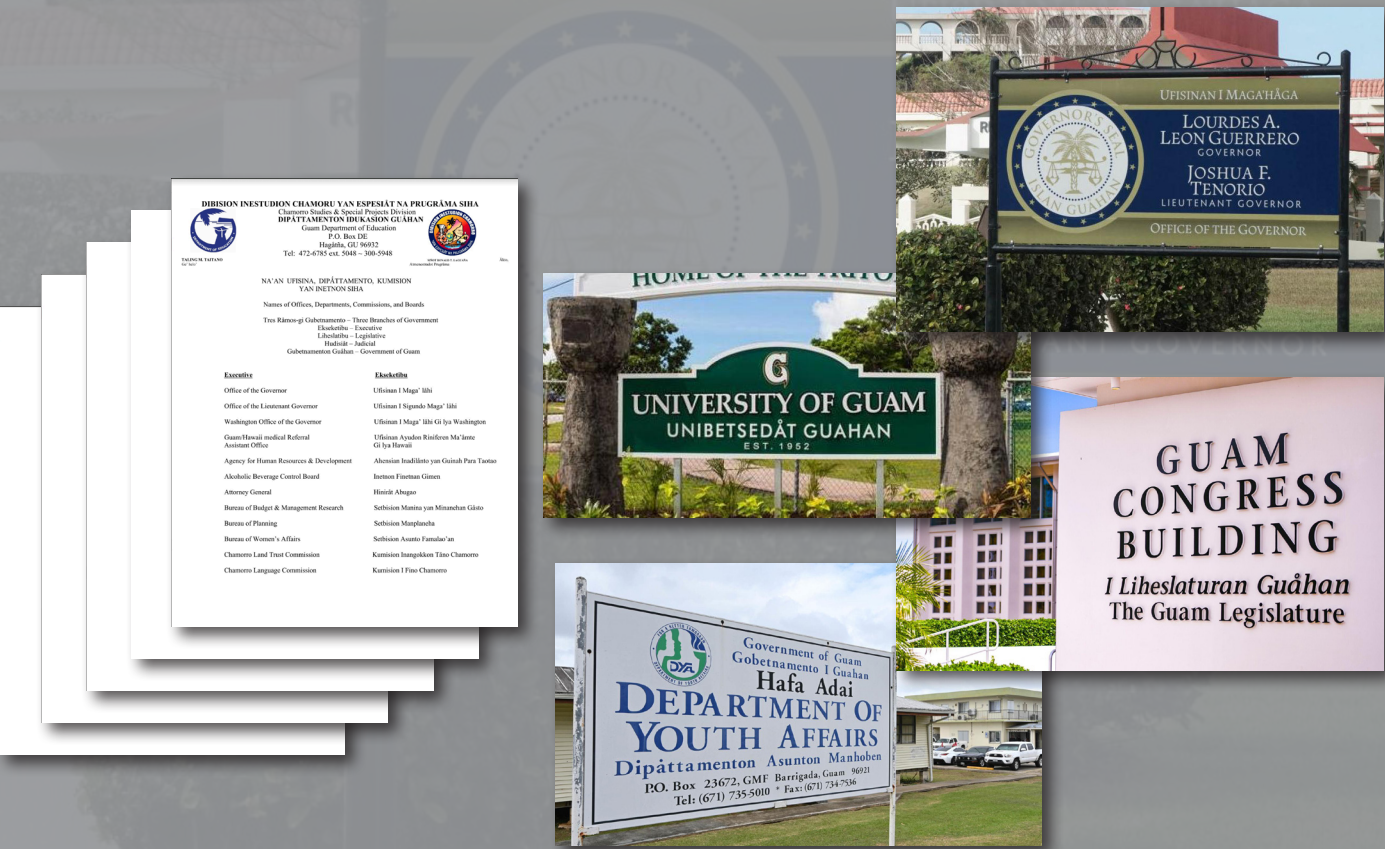 DIBISION INESTUDION CHAMORU YAN ESPESIÁT NA PRUGRÅMA SIHA
Chamorro Studies & Special Projects Division
DIPÅTTAMENTON IDUKASION GUÅHAN
Guam Department of Education
P.O. Box DE
Hagåtña, GU 96932
Tel: 472-6785 ext. 5048 ~ 300-5948
TALING M. TAITANO
NA'AN UFISINA, DIPÅTTAMENTO, KUMISION
YAN INETNON SIHA
Names of Offices, Departments, Commissions, and Boards
Tres Råmos-gi Gubetnamento – Three Branches of Government
Ekseketibu – Executive
Liheslatibu – Legislative
Hudisiåt – Judicial
Gubetnamenton Guåhan – Government of Guam
Executive Ekseketibu
Office of the Governor Ufisinan I Maga' låhi
Office of the Lieutenant Governor Ufisinan I Sigundo Maga' låhi
Washington Office of the Governor Ufisinan I Maga' låhi Gi Iya Washington
Guam/Hawaii medical Referral Ufisinan Ayudon Riniferen Ma'åmte
Assistant Office Gi Iya Hawaii
Agency for Human Resources & Development Ahensian Inadilånto yan Guinah Para Taotao
Alcoholic Beverage Control Board Inetnon Finetnan Gimen
Attorney General Hiniråt Abugao
Bureau of Budget & Management Research Setbision Manina yan Minanehan Gåsto
Bureau of Planning Setbision Manplaneha
Bureau of Women's Affairs Setbision Asunto Famalao'an
Chamorro Land Trust Commission Kumision Inangokkon Tåno Chamorro
Chamorro Language Commission Kumision I Fino Chamorro
HOME OF THE TRITO
G
UNIVERSITY OF GUAM
UNIBETSEDÅT GUAHAN
EST. 1952
UFISINAN I MAGA'HÅGA
GOVERNOR'S SEAL
ISLAN GUAHAN
LOURDES A.
LEON GUERRERO
GOVERNOR
JOSHUA F.
TENORIO
LIEUTENANT GOVERNOR
OFFICE OF THE GOVERNOR
GUAM
CONGRESS
BUILDING
I Liheslaturan Guåhan
The Guam Legislature
DYA
Government of Guam
Gobetnamento I Guahan
Hafa Adai
DEPARTMENT OF
YOUTH AFFAIRS
Dipåttamenton Asunton Manhoben
P.O. Box 23672, GMF Barrigada, Guam 96921
Tel: (671) 735-5010 * Fax: (671) 734-7536